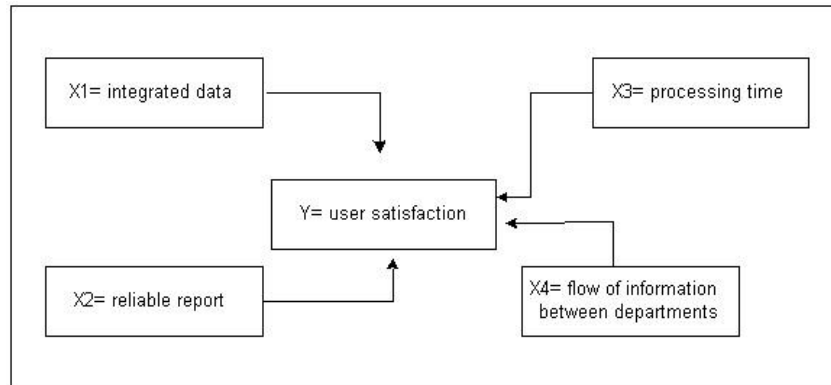 X1= integrated data
X3= processing time
Y= user satisfaction
X2= reliable report
X4= flow of information
between departments